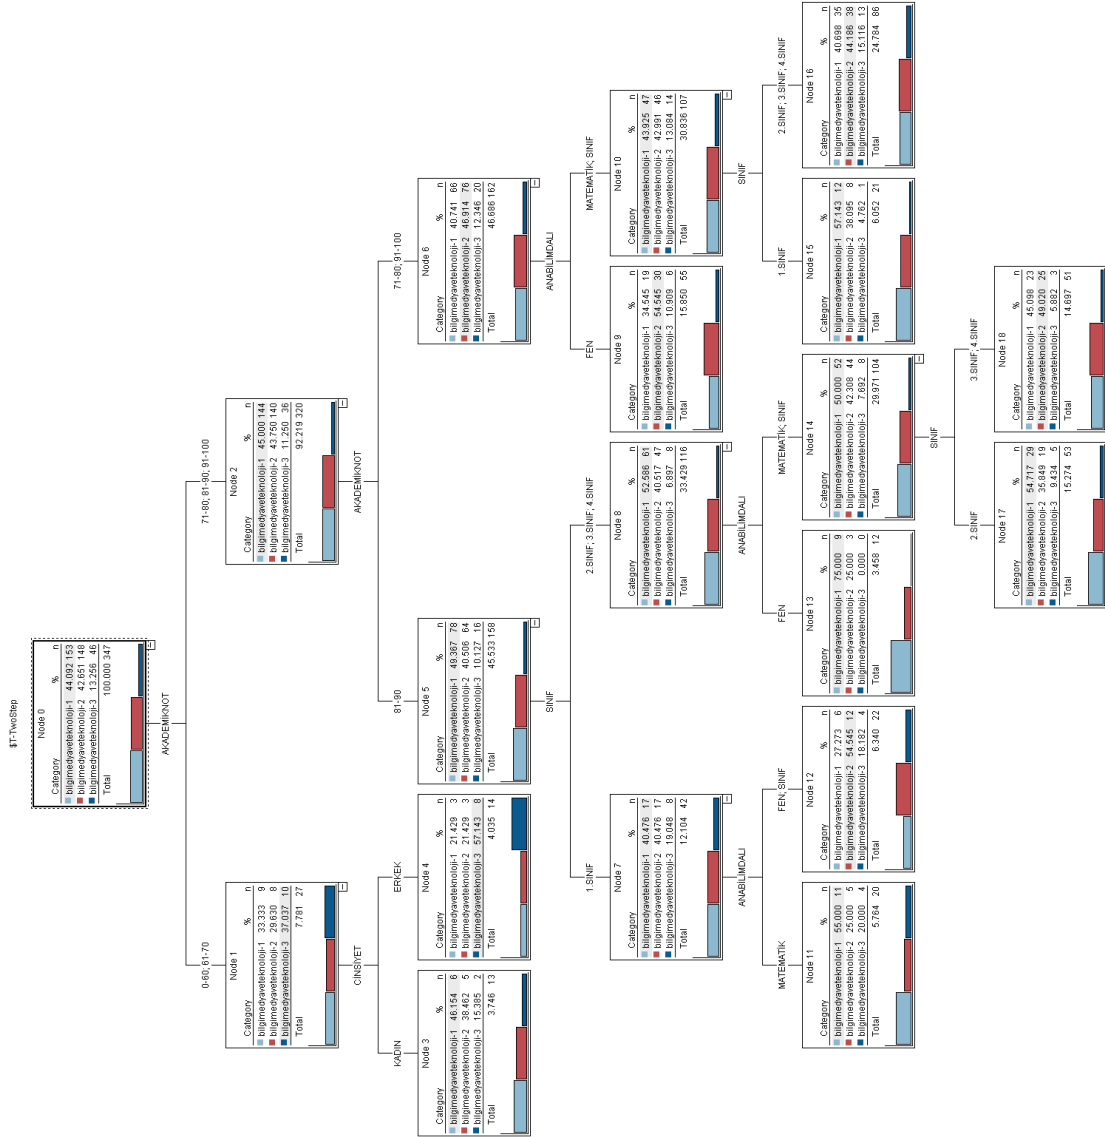 $T-TwoStep
Node 0
Category % n
bilgimedyaveteknoloji-1 44.092 153
bilgimedyaveteknoloji-2 42.651 148
bilgimedyaveteknoloji-3 13.256 46
Total 100.000 347
AKADEMİKNOT
0-60; 61-70
71-80; 81-90; 91-100
Node 1
Category % n
bilgimedyaveteknoloji-1 33.333 9
bilgimedyaveteknoloji-2 29.630 8
bilgimedyaveteknoloji-3 37.037 10
Total 7.781 27
Node 2
Category % n
bilgimedyaveteknoloji-1 45.000 144
bilgimedyaveteknoloji-2 43.750 140
bilgimedyaveteknoloji-3 11.250 36
Total 92.219 320
CİNSİYET
AKADEMİKNOT
KADIN
ERKEK
81-90
71-80; 91-100
Node 3
Category % n
bilgimedyaveteknoloji-1 46.154 6
bilgimedyaveteknoloji-2 38.462 5
bilgimedyaveteknoloji-3 15.385 2
Total 3.746 13
Node 4
Category % n
bilgimedyaveteknoloji-1 21.429 3
bilgimedyaveteknoloji-2 21.429 3
bilgimedyaveteknoloji-3 57.143 8
Total 4.035 14
Node 5
Category % n
bilgimedyaveteknoloji-1 49.367 78
bilgimedyaveteknoloji-2 40.506 64
bilgimedyaveteknoloji-3 10.127 16
Total 45.533 158
Node 6
Category % n
bilgimedyaveteknoloji-1 40.741 66
bilgimedyaveteknoloji-2 46.914 76
bilgimedyaveteknoloji-3 12.346 20
Total 46.686 162
SINIF
ANABİLİMDALI
1.SINIF
2.SINIF; 3.SINIF; 4.SINIF
FEN
MATEMATİK; SINIF
Node 7
Category % n
bilgimedyaveteknoloji-1 40.476 17
bilgimedyaveteknoloji-2 40.476 17
bilgimedyaveteknoloji-3 19.048 8
Total 12.104 42
Node 8
Category % n
bilgimedyaveteknoloji-1 52.586 61
bilgimedyaveteknoloji-2 40.517 47
bilgimedyaveteknoloji-3 6.897 8
Total 33.429 116
Node 9
Category % n
bilgimedyaveteknoloji-1 34.545 19
bilgimedyaveteknoloji-2 54.545 30
bilgimedyaveteknoloji-3 10.909 6
Total 15.850 55
Node 10
Category % n
bilgimedyaveteknoloji-1 43.925 47
bilgimedyaveteknoloji-2 42.991 46
bilgimedyaveteknoloji-3 13.084 14
Total 30.836 107
ANABİLİMDALI
ANABİLİMDALI
SINIF
MATEMATİK
FEN; SINIF
FEN
MATEMATİK; SINIF
1.SINIF
2.SINIF; 3.SINIF; 4.SINIF
Node 11
Category % n
bilgimedyaveteknoloji-1 55.000 11
bilgimedyaveteknoloji-2 25.000 5
bilgimedyaveteknoloji-3 20.000 4
Total 5.764 20
Node 12
Category % n
bilgimedyaveteknoloji-1 27.273 6
bilgimedyaveteknoloji-2 54.545 12
bilgimedyaveteknoloji-3 18.182 4
Total 6.340 22
Node 13
Category % n
bilgimedyaveteknoloji-1 75.000 9
bilgimedyaveteknoloji-2 25.000 3
bilgimedyaveteknoloji-3 0.000 0
Total 3.458 12
Node 14
Category % n
bilgimedyaveteknoloji-1 50.000 52
bilgimedyaveteknoloji-2 42.308 44
bilgimedyaveteknoloji-3 7.692 8
Total 29.971 104
Node 15
Category % n
bilgimedyaveteknoloji-1 57.143 12
bilgimedyaveteknoloji-2 38.095 8
bilgimedyaveteknoloji-3 4.762 1
Total 6.052 21
Node 16
Category % n
bilgimedyaveteknoloji-1 40.698 35
bilgimedyaveteknoloji-2 44.186 38
bilgimedyaveteknoloji-3 15.116 13
Total 24.784 86
SINIF
2.SINIF
3.SINIF; 4.SINIF
Node 17
Category % n
bilgimedyaveteknoloji-1 54.717 29
bilgimedyaveteknoloji-2 35.849 19
bilgimedyaveteknoloji-3 9.434 5
Total 15.274 53
Node 18
Category % n
bilgimedyaveteknoloji-1 45.098 23
bilgimedyaveteknoloji-2 49.020 25
bilgimedyaveteknoloji-3 5.882 3
Total 14.697 51